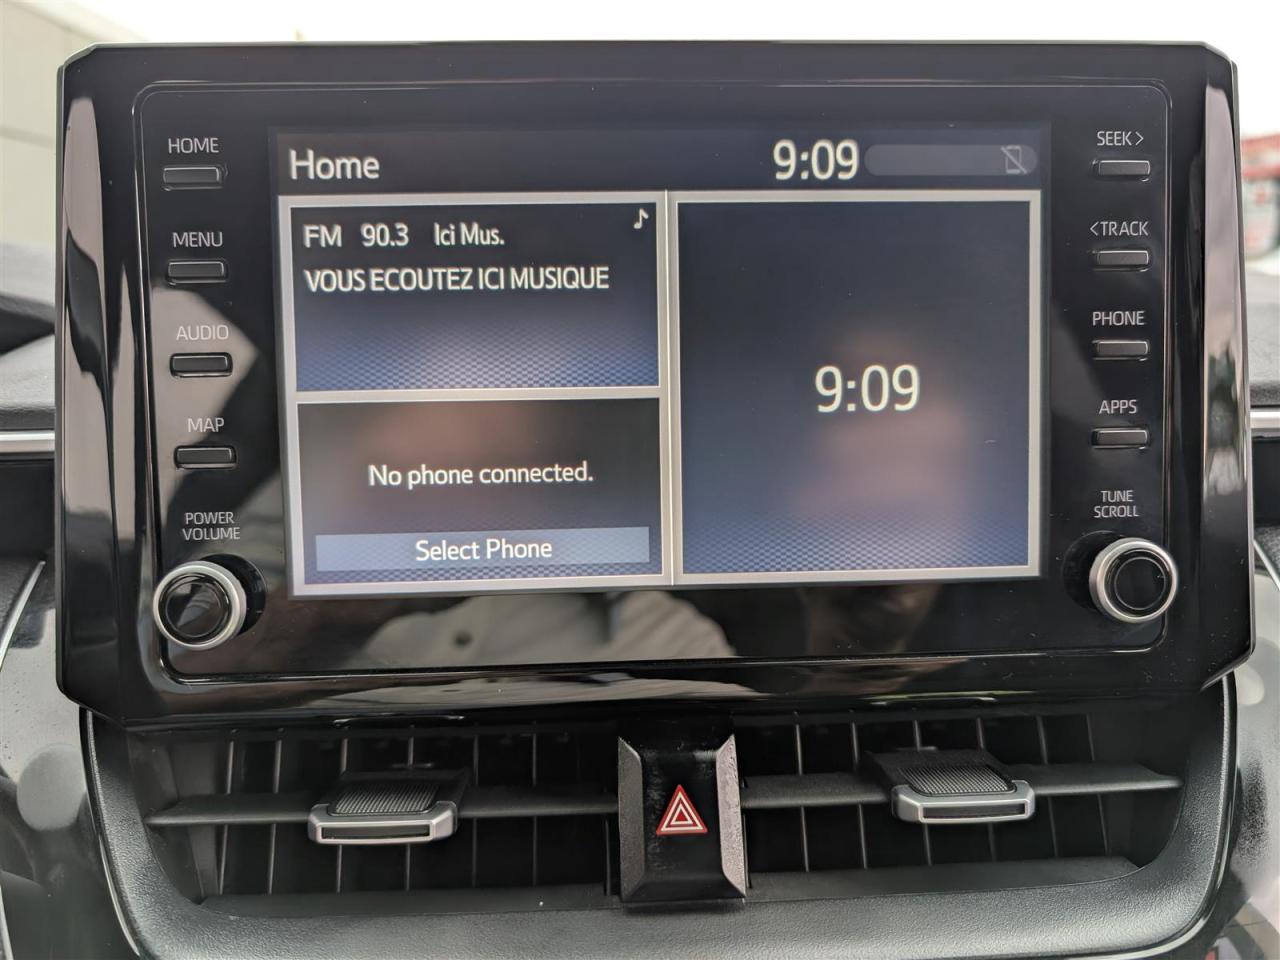 HOME
MENU
AUDIO
MAP
POWER
VOLUME
Home
9:09
FM 90.3 Ici Mus.
VOUS ECOUTEZ ICI MUSIQUE
No phone connected.
Select Phone
9:09
SEEK>
<TRACK
PHONE
APPS
TUNE
SCROLL